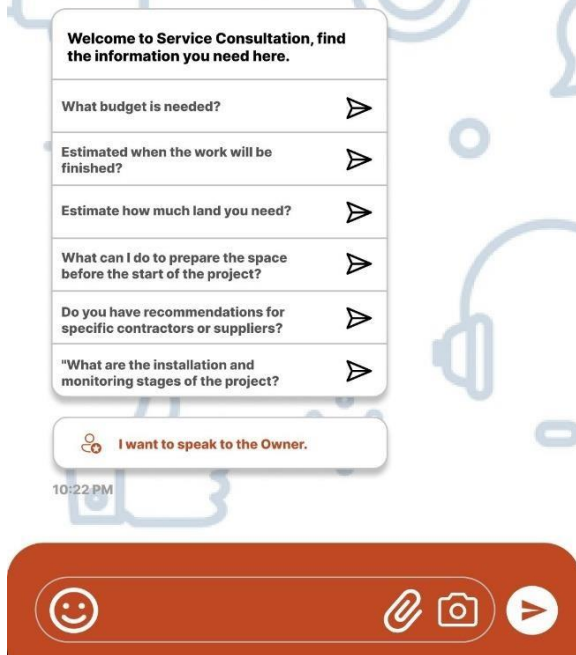 Welcome to Service Consultation, find
the information you need here.
What budget is needed?
Estimated when the work will be
finished?
Estimate how much land you need?
What can I do to prepare the space
before the start of the project?
Do you have recommendations for
specific contractors or suppliers?
"What are the installation and
monitoring stages of the project?
I want to speak to the Owner.
10:22 PM